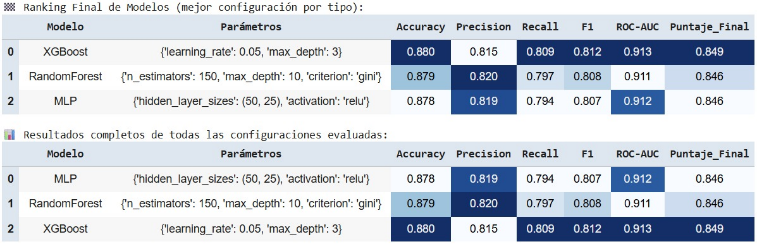 Ranking Final de Modelos (mejor configuración por tipo):
Modelo Parámetros Accuracy Precision Recall F1 ROC-AUC Puntaje_Final
0 XGBoost {'learning_rate': 0.05, 'max_depth': 3} 0.880 0.815 0.809 0.812 0.913 0.849
1 RandomForest {'n_estimators': 150, 'max_depth': 10, 'criterion': 'gini'} 0.879 0.820 0.797 0.808 0.911 0.846
2 MLP {'hidden_layer_sizes': (50, 25), 'activation': 'relu'} 0.878 0.819 0.794 0.807 0.912 0.846
Resultados completos de todas las configuraciones evaluadas:
Modelo Parámetros Accuracy Precision Recall F1 ROC-AUC Puntaje_Final
0 MLP {'hidden_layer_sizes': (50, 25), 'activation': 'relu'} 0.878 0.819 0.794 0.807 0.912 0.846
1 RandomForest {'n_estimators': 150, 'max_depth': 10, 'criterion': 'gini'} 0.879 0.820 0.797 0.808 0.911 0.846
2 XGBoost {'learning_rate': 0.05, 'max_depth': 3} 0.880 0.815 0.809 0.812 0.913 0.849